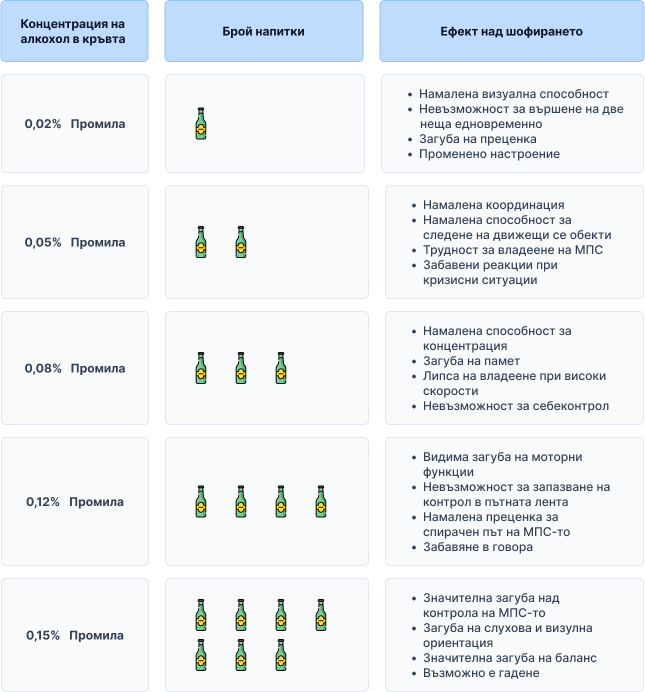 Концентрация на
алкохол в кръвта
Брой напитки
Ефект над шофирането
0,02% Промила
• Намалена визуална способност
• Невъзможност за вършене на две
неща едновременно
• Загуба на преценка
• Променено настроение
0,05% Промила
• Намалена координация
• Намалена способност за
следене на движещи се обекти
• Трудност за владеене на МПС
• Забавени реакции при
кризисни ситуации
0,08% Промила
• Намалена способност за
концентрация
• Загуба на памет
• Липса на владеене при високи
скорости
• Невъзможност за себеконтрол
0,12% Промила
• Видима загуба на моторни
функции
• Невъзможност за запазване на
контрол в пътната лента
• Намалена преценка за
спирачен път на МПС-то
• Забавяне в говора
0,15% Промила
• Значителна загуба над
контрола на МПС-то
• Загуба на слухова и визулна
ориентация
• Значителна загуба на баланс
• Възможно е гадене